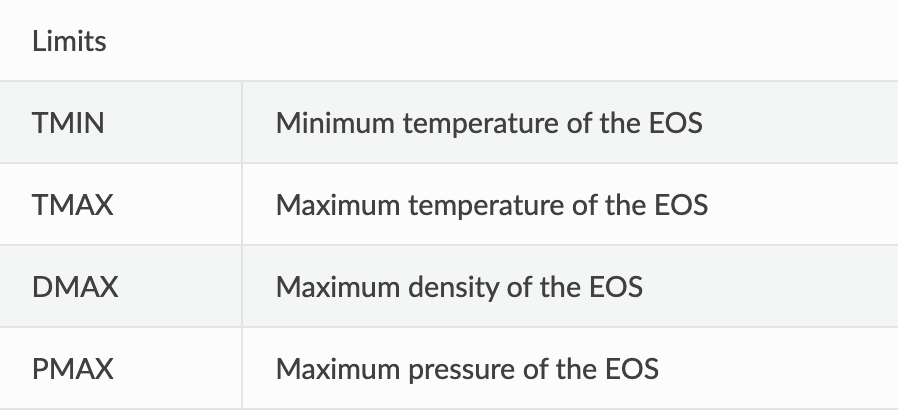 Limits
TMIN Minimum temperature of the EOS
TMAX Maximum temperature of the EOS
DMAX Maximum density of the EOS
PMAX Maximum pressure of the EOS